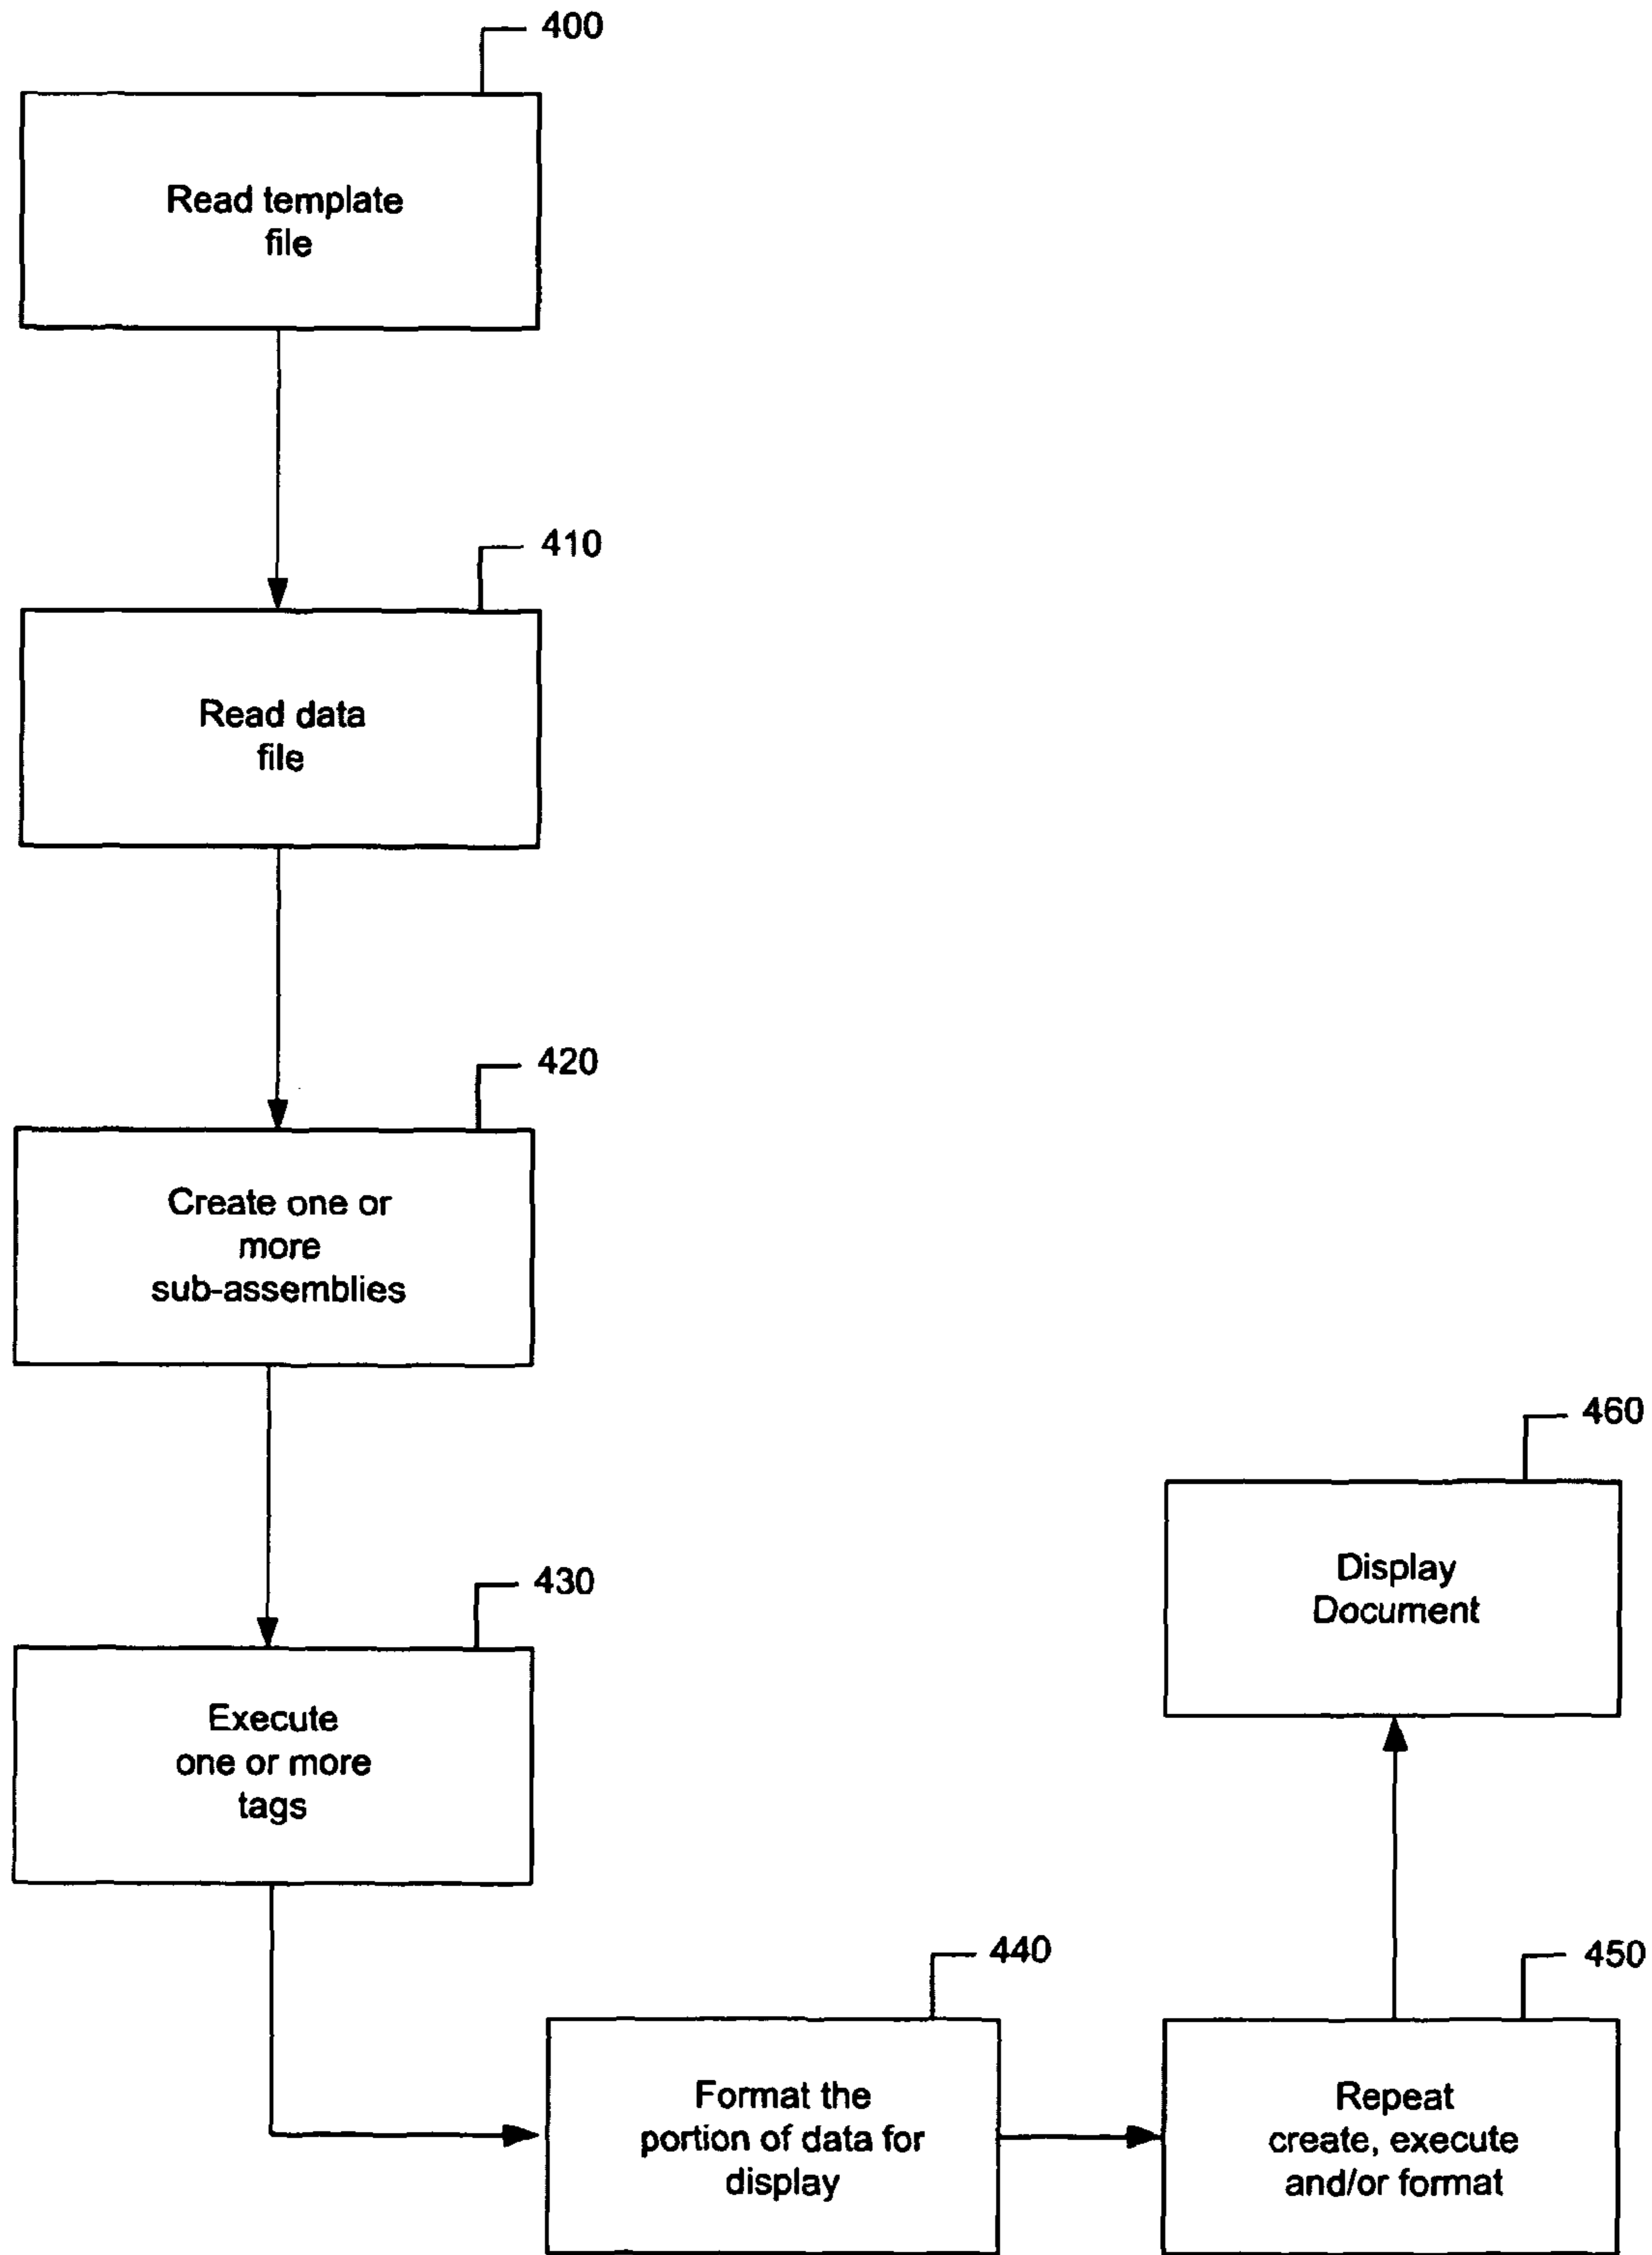 400
Read template
file
410
Read data
file
420
Create one or
more
sub-assemblies
430
Execute
one or more
tags
440
Format the
portion of data for
display
450
Repeat
create, execute
and/or format
460
Display
Document